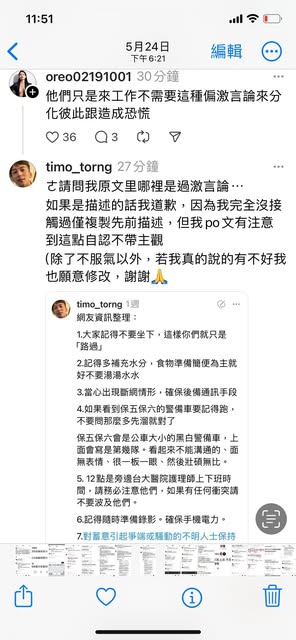 11:51
5月24日
下午6:21
編輯
oreo02191001 30分鐘
他們只是來工作不需要這種偏激言論來分
化彼此跟造成恐慌
36
3
timo_torng 27分鐘
ㄜ請問我原文里哪裡是過激言論⋯
如果是描述的話我道歉，因為我完全沒接
觸過僅複製先前描述，但我po文有注意
到這點自認不帶主觀
(除了不服氣以外，若我真的說的有不好我
也願意修改，謝謝🙏
timo_torng 1週
網友資訊整理：
1.大家記得不要坐下，這樣你們就只是
「路過」
2.記得多補充水分，食物準備簡便為主就
好不要湯湯水水
3.當心出現斷網情形，確保後備通訊手段
4.如果看到保五保六的警備車要記得跑，
不要問那麼多先溜就對了
保五保六會是公車大小的黑白警備車，上
面會寫是第幾隊。看起來不能溝通的、面
無表情、很一板一眼、然後壯碩無比。
5. 12點是旁邊台大醫院護理師上下班時
間，請務必注意他們，如果有任何衝突請
不要波及他們。
6.記得隨時準備錄影。確保手機電力。
7.對蓄意引起爭端或騷動的不明人士保持